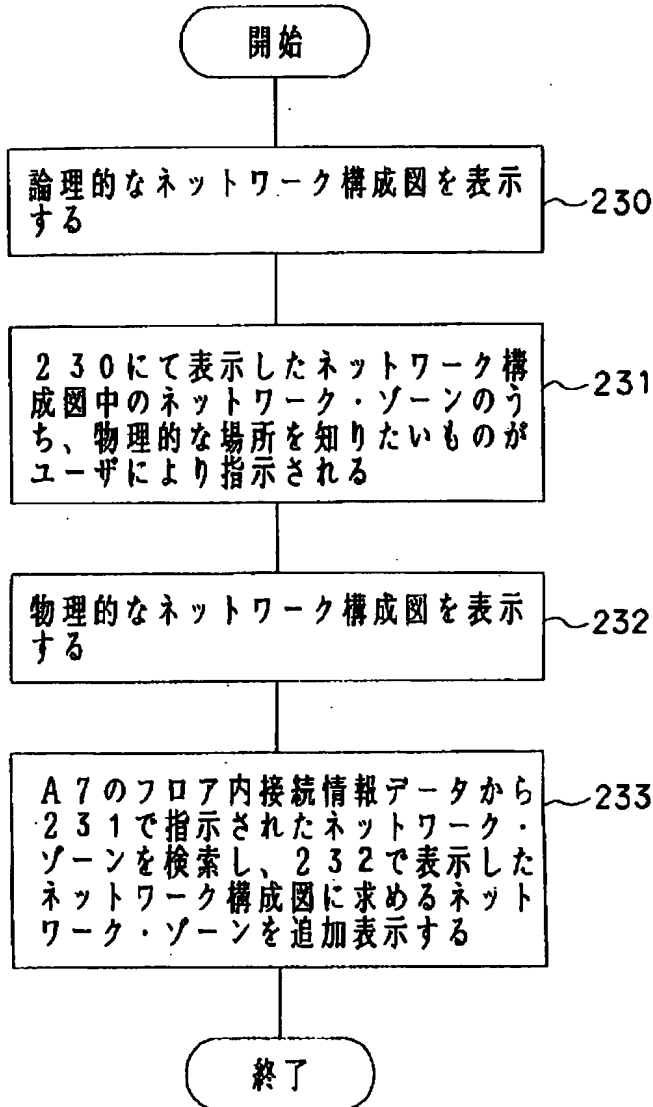 開始
論理的なネットワーク構成図を表示
する
230
230にて表示したネットワーク構
成図中のネットワーク・ゾーンのう
ち、物理的な場所を知りたいものが
ユーザにより指示される
231
物理的なネットワーク構成図を表示
する
232
A7のフロア内接続情報データから
231で指示されたネットワーク・
ゾーンを検索し、232で表示した
ネットワーク構成図に求めるネット
ワーク・ゾーンを追加表示する
233
終了